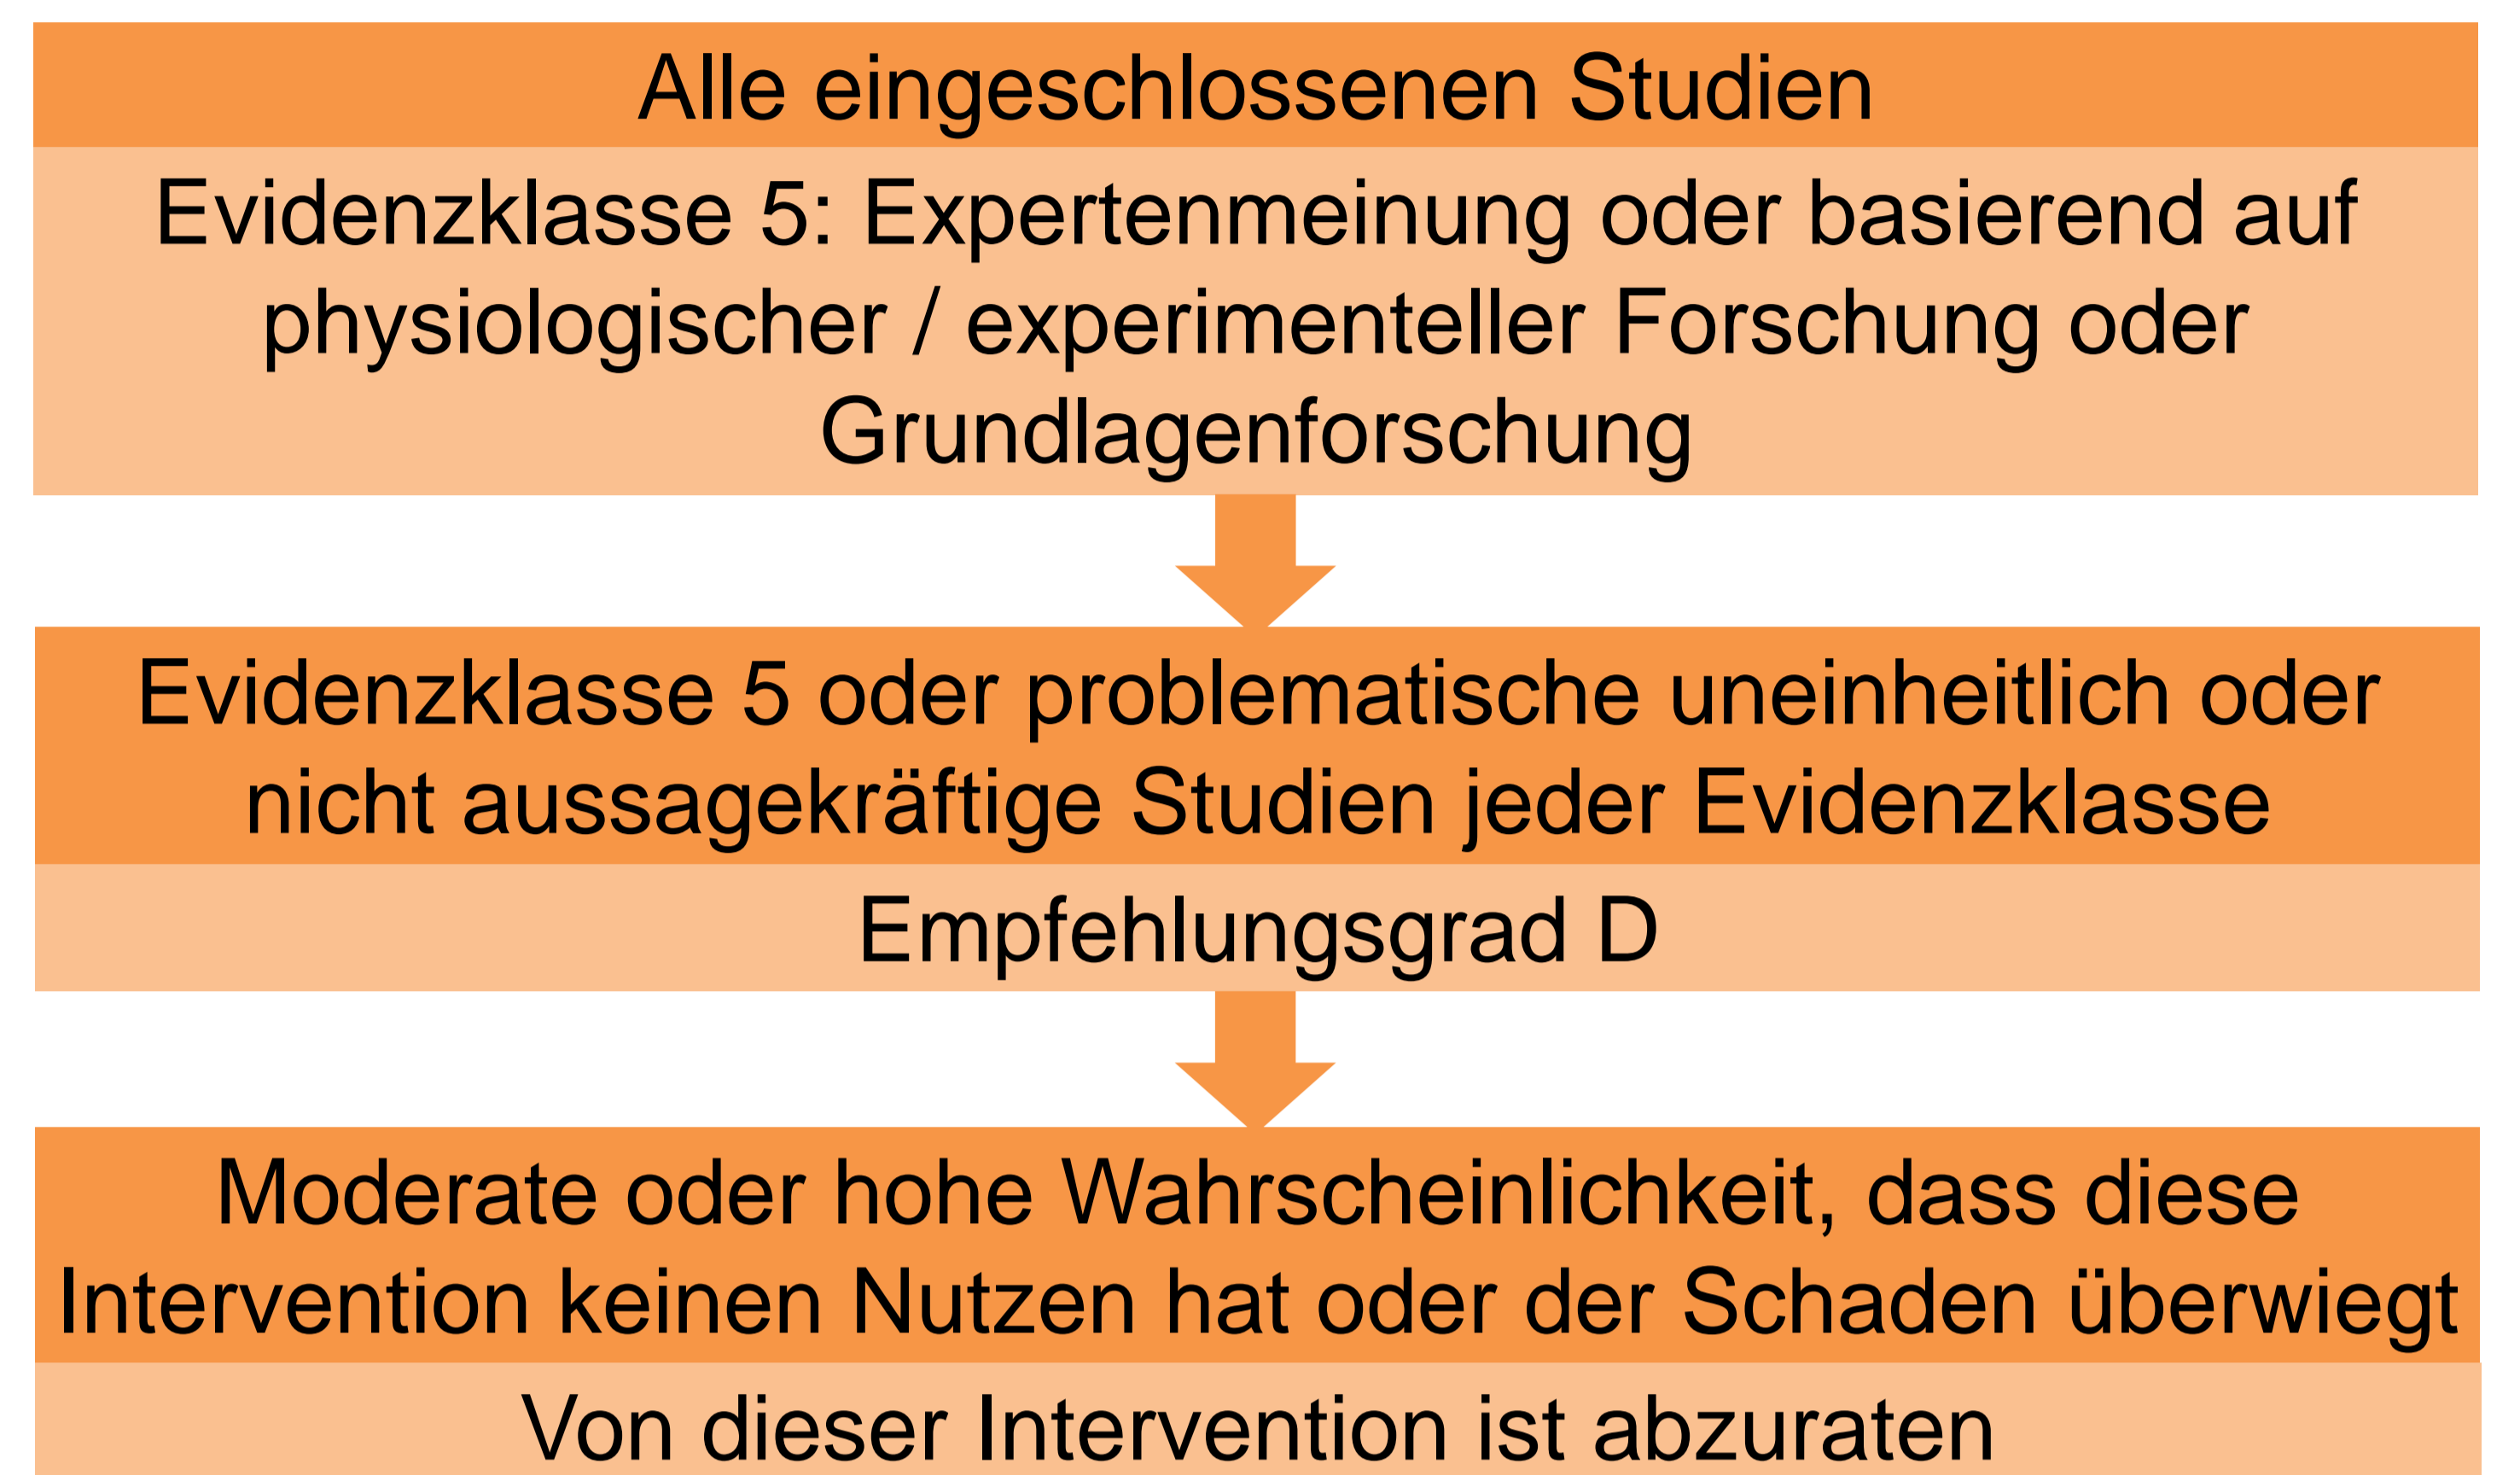 Alle eingeschlossenen Studien
Evidenzklasse 5: Expertenmeinung oder basierend auf
physiologischer / experimenteller Forschung oder
Grundlagenforschung
Evidenzklasse 5 oder problematische uneinheitlich oder
nicht aussagekräftige Studien jeder Evidenzklasse
Empfehlungsgrad D
Moderate oder hohe Wahrscheinlichkeit, dass diese
Intervention keinen Nutzen hat oder der Schaden überwiegt
Von dieser Intervention ist abzuraten